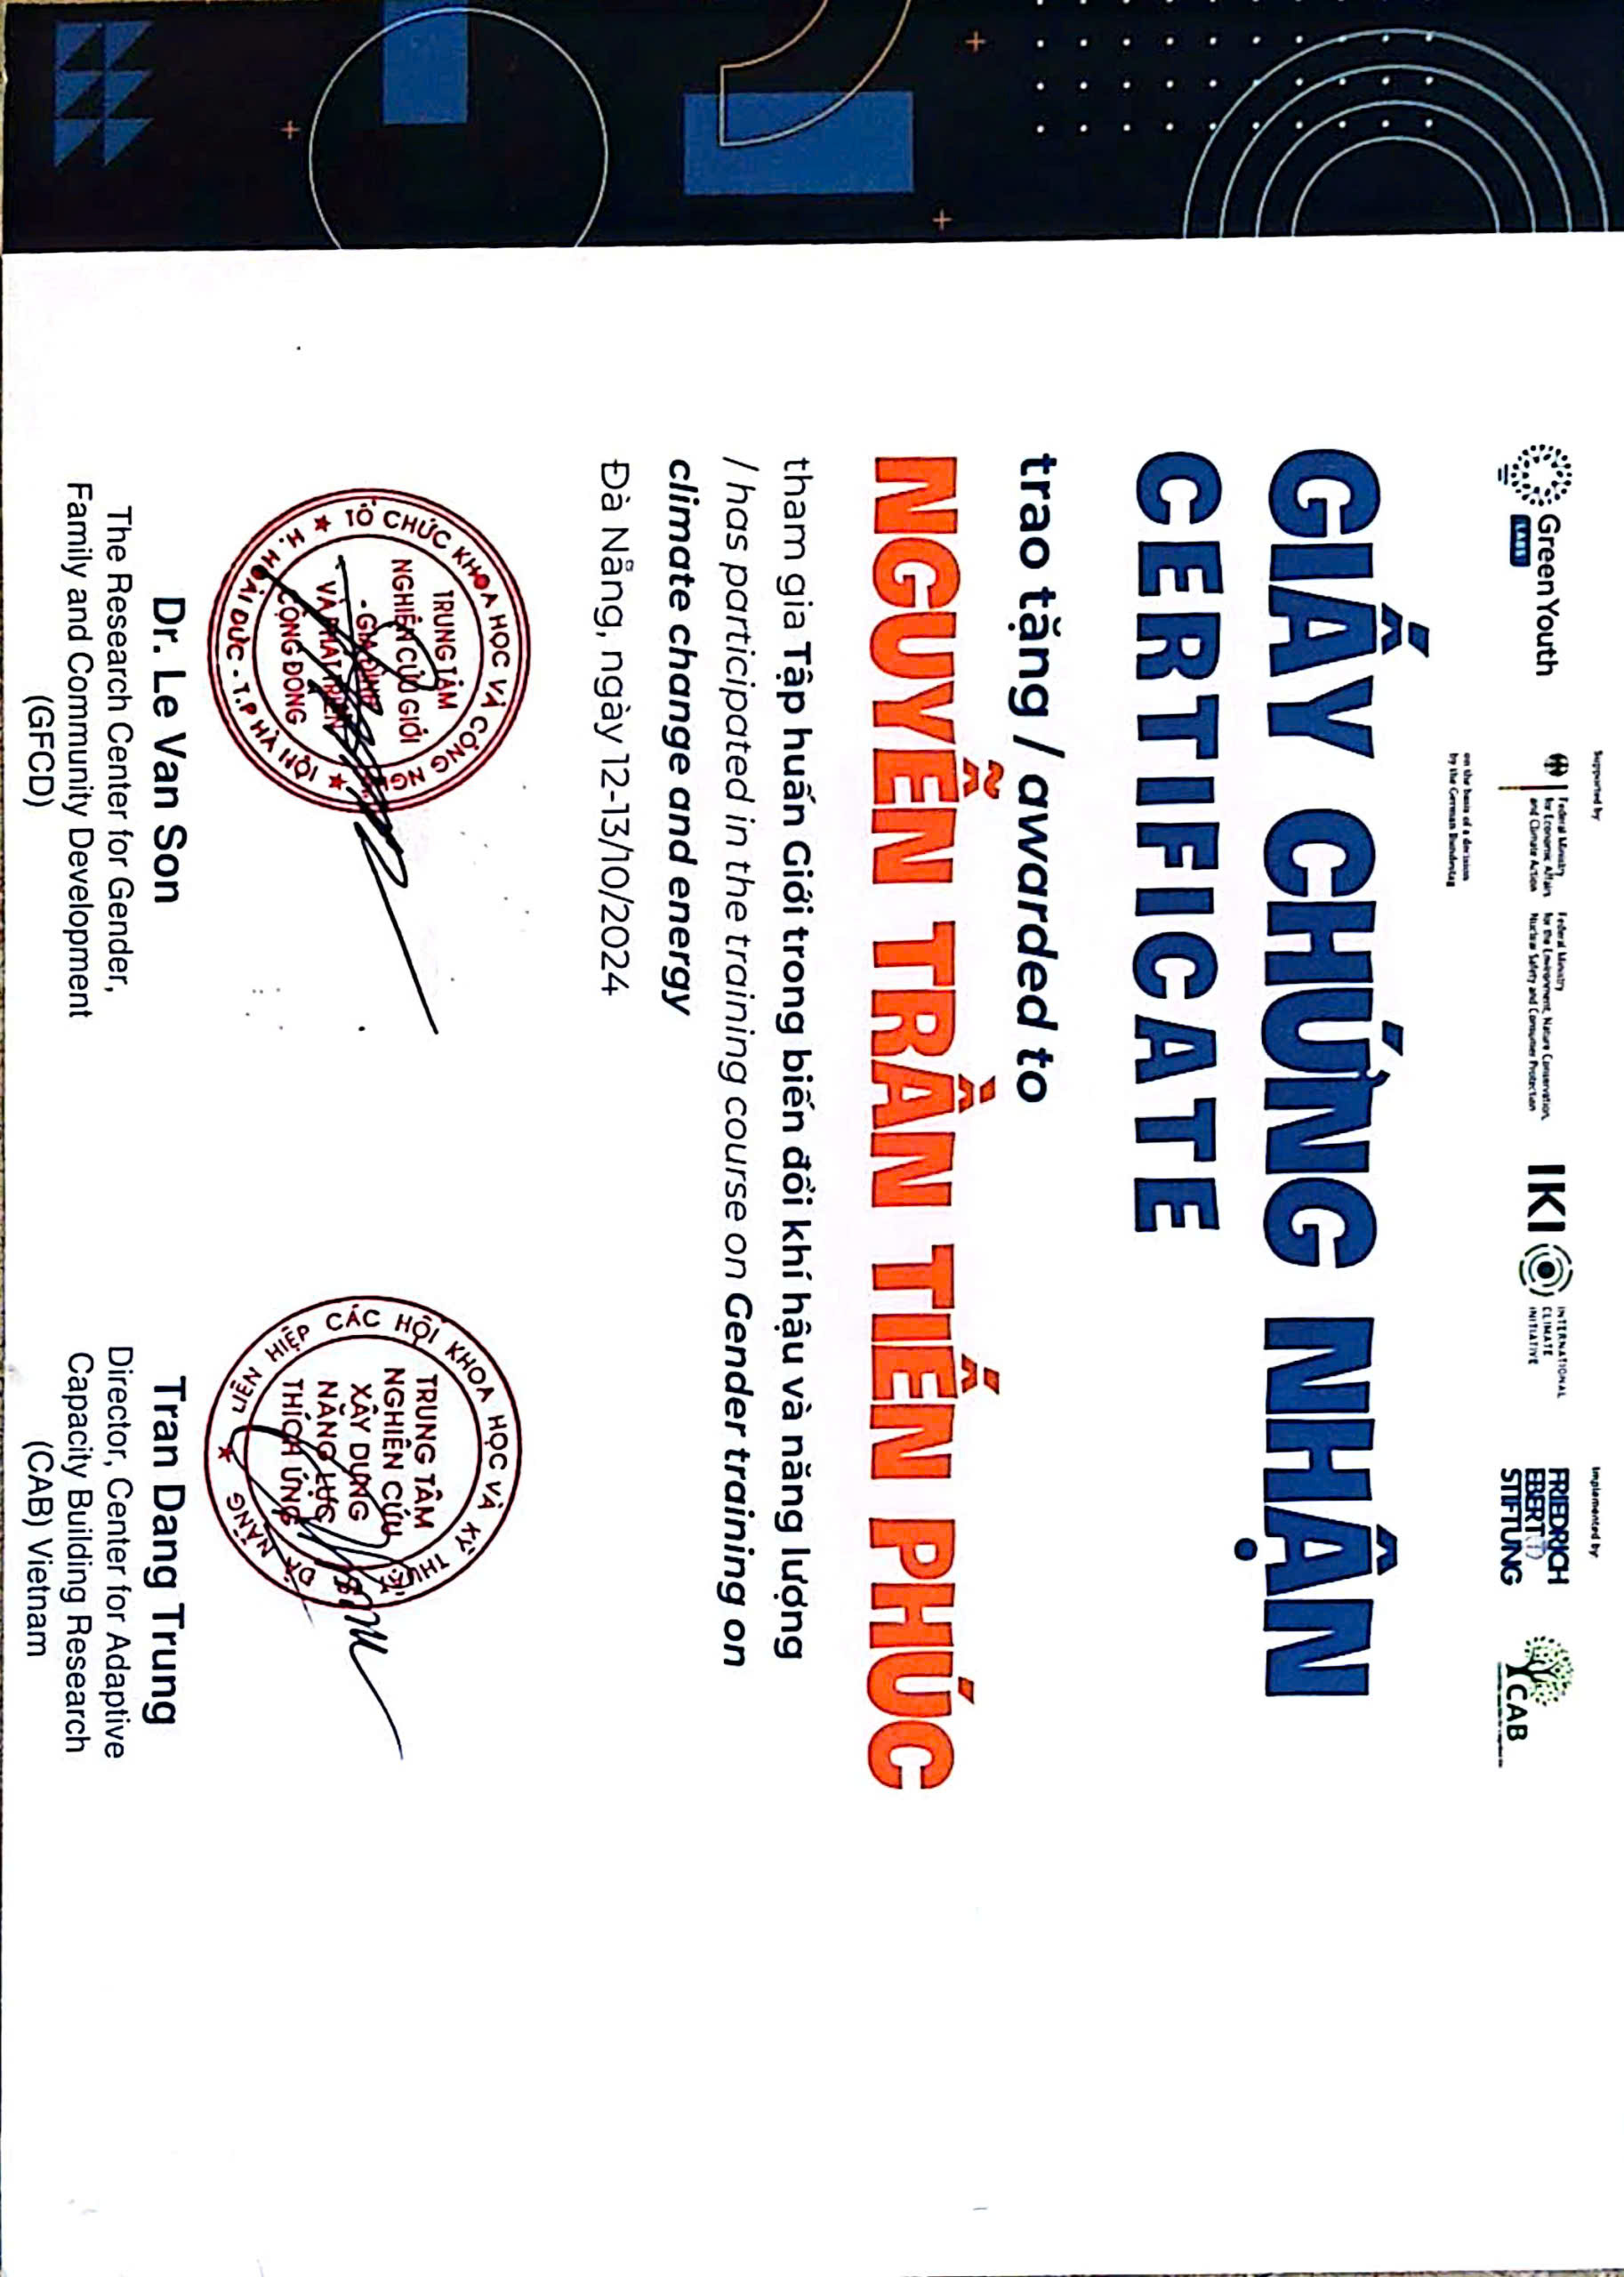 Green Youth
LABS
Supported by
Federal Ministry
for Economic Affairs
and Climate Action
Federal Ministry
for the Environment, Nature Conservation,
Nuclear Safety and Consumer Protection
on the basis of a decision
by the German Bundestag
IKI
INTERNATIONAL
CLIMATE
INITIATIVE
Implemented by
FRIEDRICH
EBERT
STIFTUNG
CAB
GIẤY CHỨNG NHẬN
CERTIFICATE
trao tặng / awarded to
NGUYỄN TRẦN TIẾN PHÚC
tham gia Tập huấn Giới trong biến đổi khí hậu và năng lượng
/ has participated in the training course on Gender training on
climate change and energy
Đà Nẵng, ngày 12-13/10/2024
TỔ CHỨC KHOA HỌC VÀ CÔNG NGHỆ
TRUNG TÂM
NGHIÊN CỨU GIỚI
- GIA ĐÌNH
VÀ PHÁT TRIỂN
CỘNG ĐỒNG
H. HOÀI ĐỨC - T.P HÀ NỘI
LIÊN HIỆP CÁC HỘI KHOA HỌC VÀ KỸ THUẬT TP ĐÀ NẴNG
TRUNG TÂM
NGHIÊN CỨU
XÂY DỰNG
NĂNG LỰC
THÍCH ỨNG
Dr. Le Van Son
The Research Center for Gender,
Family and Community Development
(GFCD)
Tran Dang Trung
Director, Center for Adaptive
Capacity Building Research
(CAB) Vietnam